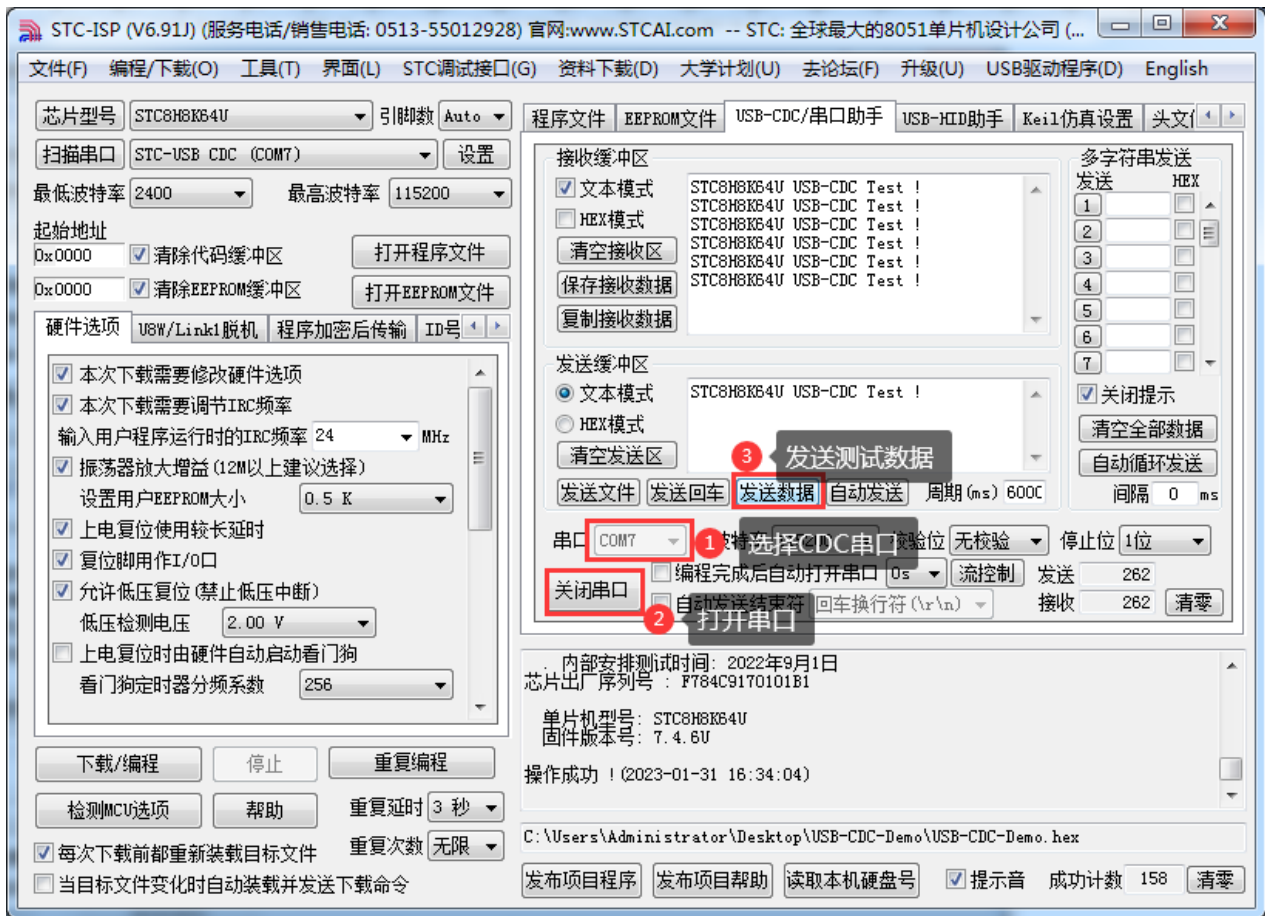 STC-ISP (V6.91J) (服务电话/销售电话: 0513-55012928) 官网:www.STCAI.com -- STC: 全球最大的8051单片机设计公司 (...
文件(F) 编程/下载(O) 工具(T) 界面(L) STC调试接口(G) 资料下载(D) 大学计划(U) 去论坛(F) 升级(U) USB驱动程序(D) English
芯片型号 STC8H8K64U 引脚数 Auto
扫描串口 STC-USB CDC (COM7) 设置
最低波特率 2400 最高波特率 115200
起始地址
0x0000 清除代码缓冲区 打开程序文件
0x0000 清除EEPROM缓冲区 打开EEPROM文件
硬件选项 U8W/Link1脱机 程序加密后传输 ID号
本次下载需要修改硬件选项
本次下载需要调节IRC频率
输入用户程序运行时的IRC频率 24 MHz
振荡器放大增益(12M以上建议选择)
设置用户EEPROM大小 0.5 K
上电复位使用较长延时
复位脚用作I/O口
允许低压复位(禁止低压中断)
低压检测电压 2.00 V
上电复位时由硬件自动启动看门狗
看门狗定时器分频系数 256
下载/编程 停止 重复编程
检测MCU选项 帮助 重复延时 3 秒
重复次数 无限
每次下载前都重新装载目标文件
当目标文件变化时自动装载并发送下载命令
程序文件 EEPROM文件 USB-CDC/串口助手 USB-HID助手 Keil仿真设置 头文
接收缓冲区
文本模式
HEX模式
清空接收区
保存接收数据
复制接收数据
STC8H8K64U USB-CDC Test !
STC8H8K64U USB-CDC Test !
STC8H8K64U USB-CDC Test !
STC8H8K64U USB-CDC Test !
STC8H8K64U USB-CDC Test !
STC8H8K64U USB-CDC Test !
发送缓冲区
文本模式
HEX模式
清空发送区
STC8H8K64U USB-CDC Test !
3 发送测试数据
发送文件 发送回车 发送数据 自动发送 周期(ms) 6000
多字符串发送
发送 HEX
1
2
3
4
5
6
7
关闭提示
清空全部数据
自动循环发送
间隔 0 ms
串口 COM7 1 选择CDC串口 校验位 无校验 停止位 1位
关闭串口 编程完成后自动打开串口 0s 流控制 发送 262
自动发送结束符 回车换行符(\r\n) 接收 262 清零
2 打开串口
. 内部安排测试时间: 2022年9月1日
芯片出厂序列号 : F784C9170101B1
单片机型号: STC8H8K64U
固件版本号: 7.4.6U
操作成功 !(2023-01-31 16:34:04)
C:\Users\Administrator\Desktop\USB-CDC-Demo\USB-CDC-Demo.hex
发布项目程序 发布项目帮助 读取本机硬盘号 提示音 成功计数 158 清零